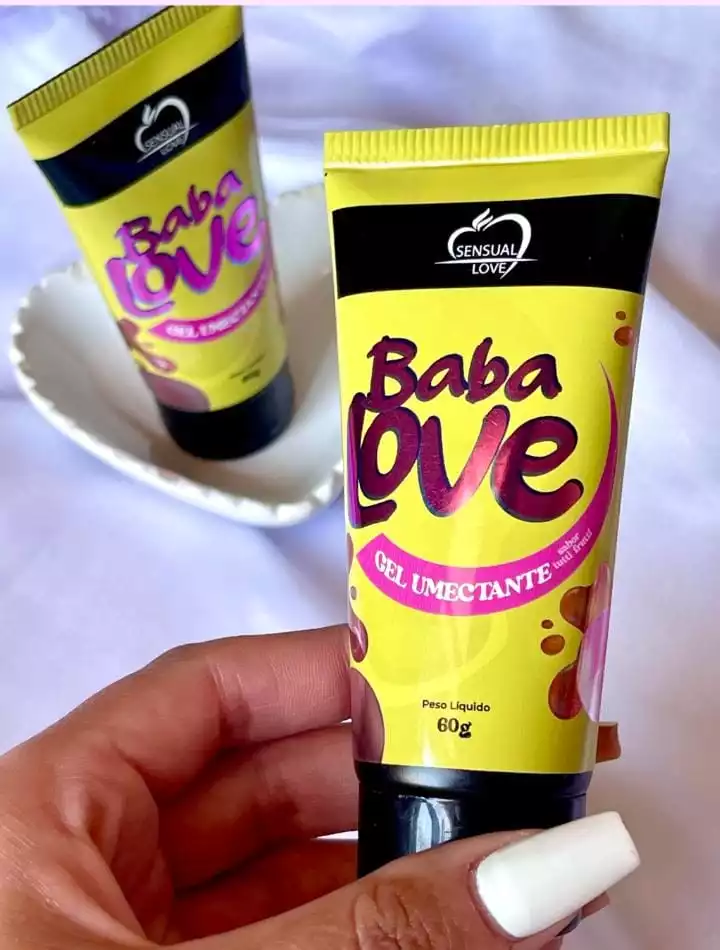 SENSUAL
LOVE
Baba
LOVE
GEL UMECTANTE
SENSUAL
LOVE
Baba
LOVE
GEL UMECTANTE
sabor
tutti frutti
Peso Líquido
60g